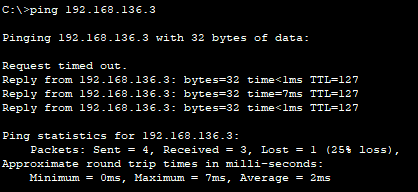 C:\>ping 192.168.136.3
Pinging 192.168.136.3 with 32 bytes of data:
Request timed out.
Reply from 192.168.136.3: bytes=32 time<1ms TTL=127
Reply from 192.168.136.3: bytes=32 time=7ms TTL=127
Reply from 192.168.136.3: bytes=32 time<1ms TTL=127
Ping statistics for 192.168.136.3:
Packets: Sent = 4, Received = 3, Lost = 1 (25% loss),
Approximate round trip times in milli-seconds:
Minimum = 0ms, Maximum = 7ms, Average = 2ms